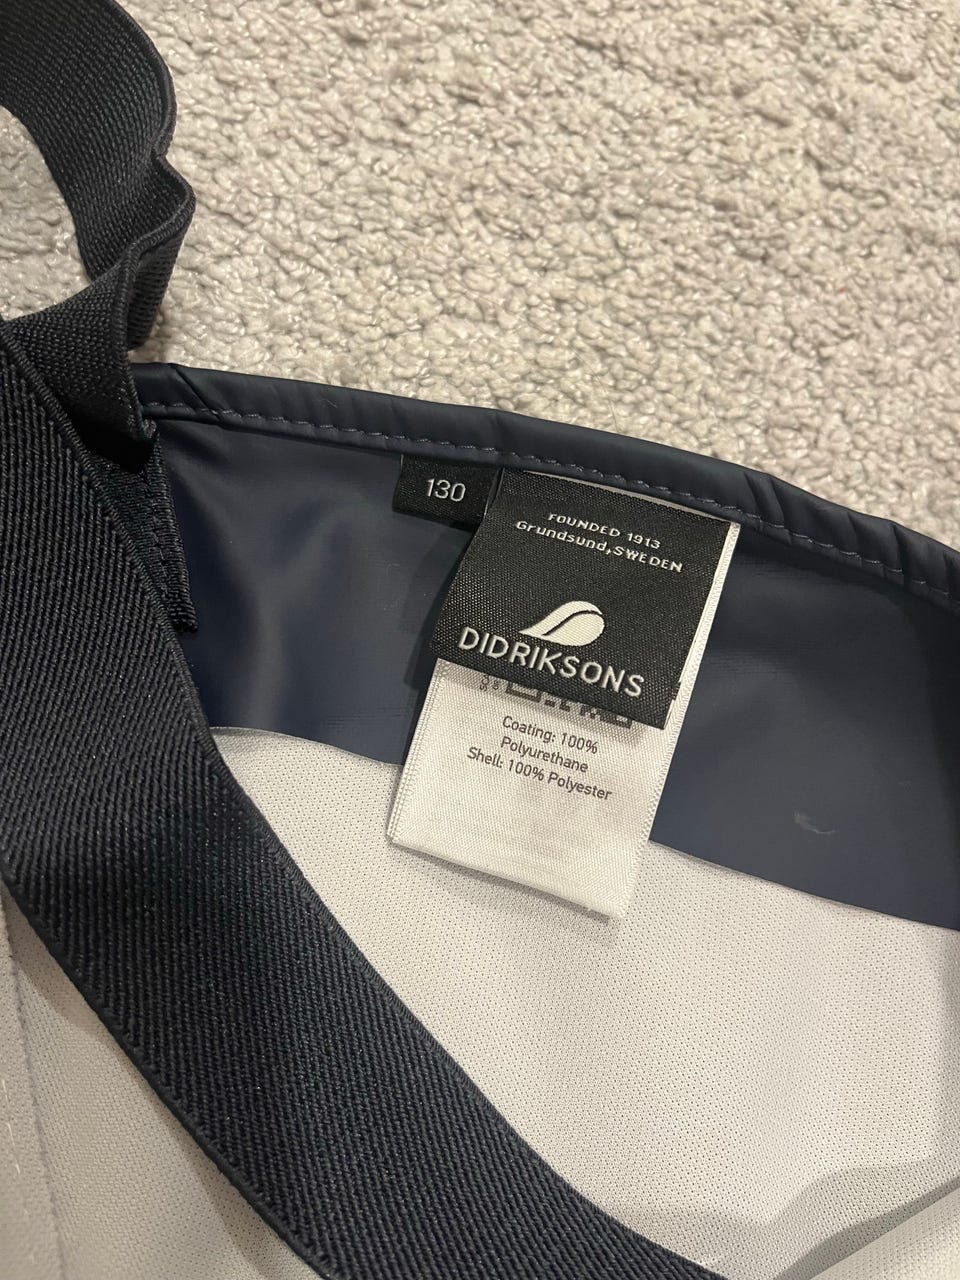 130
FOUNDED 1913
Grundsund,SWEDEN
DIDRIKSONS
Coating: 100%
Polyurethane
Shell: 100% Polyester